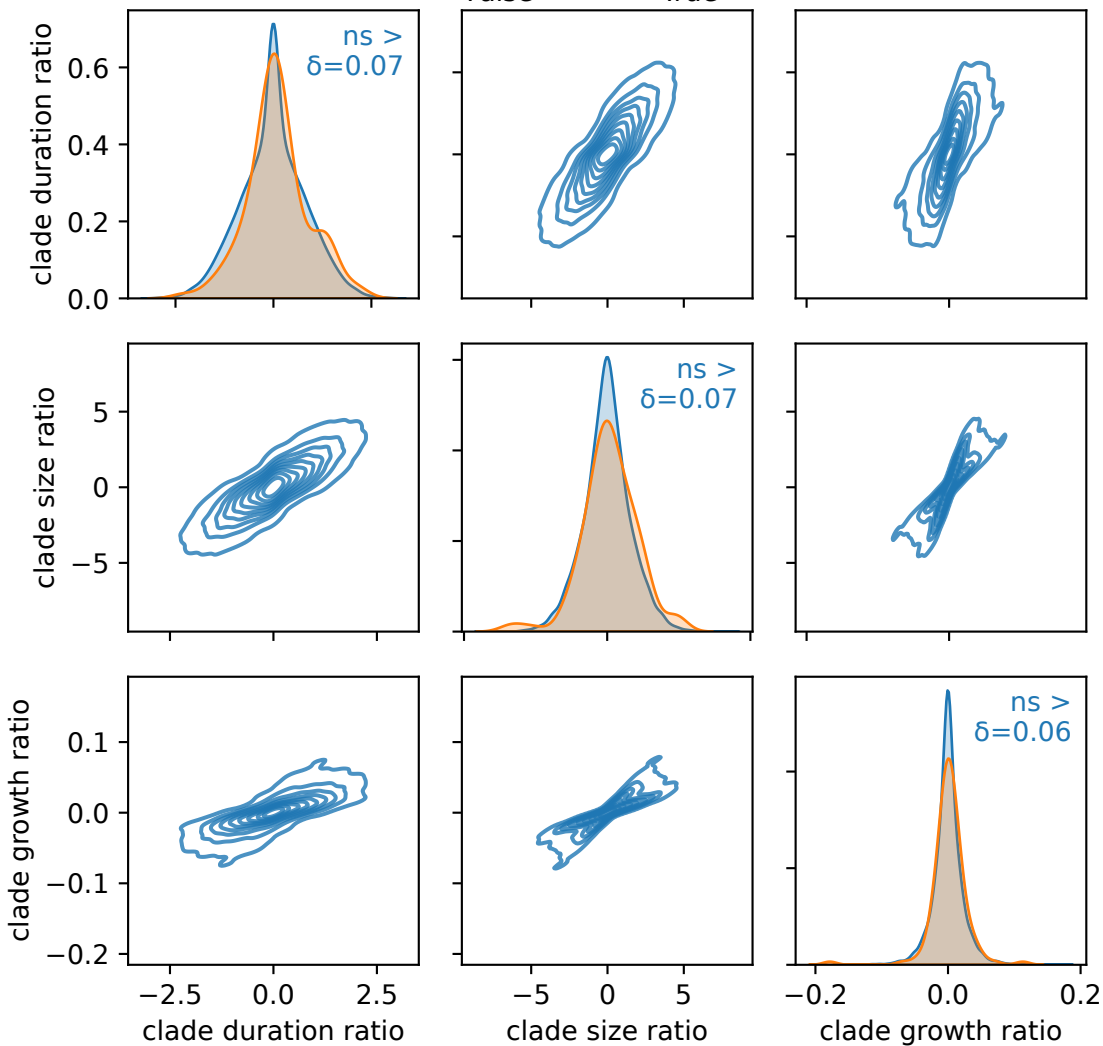 True
clade duration ratio
0.6
0.4
0.2
0.0
ns >
δ=0.07
clade size ratio
5
0
−5
ns >
δ=0.07
clade growth ratio
0.1
0.0
−0.1
−0.2
ns >
δ=0.06
−2.5 0.0 2.5
−5 0 5
−0.2 0.0 0.2
clade duration ratio
clade size ratio
clade growth ratio